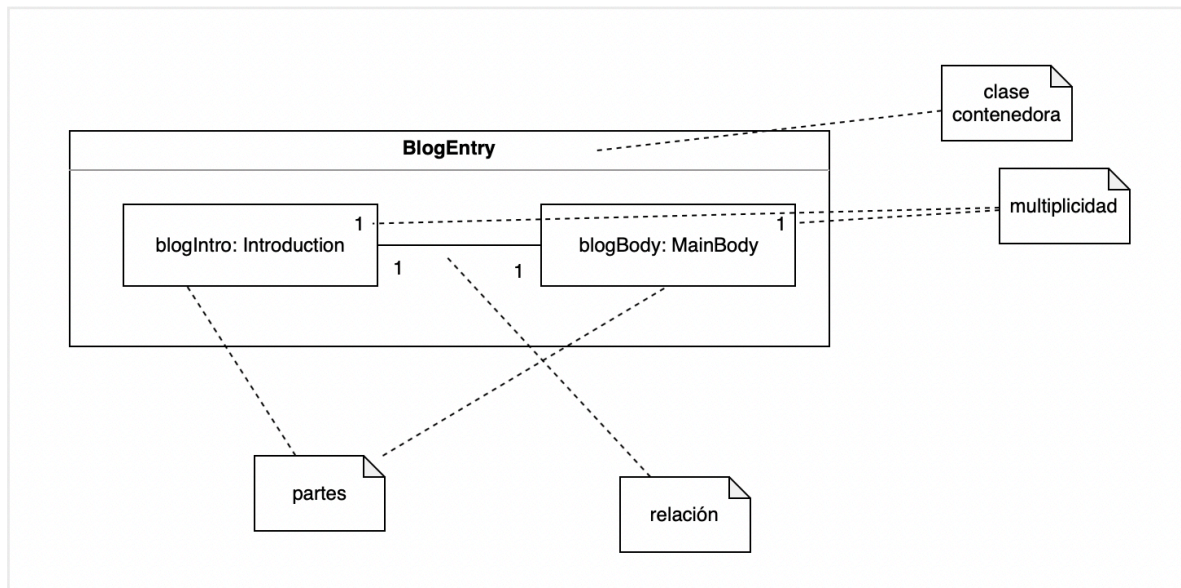 clase
contenedora
BlogEntry
multiplicidad
1
1
blogIntro: Introduction
blogBody: MainBody
1
1
partes
relación